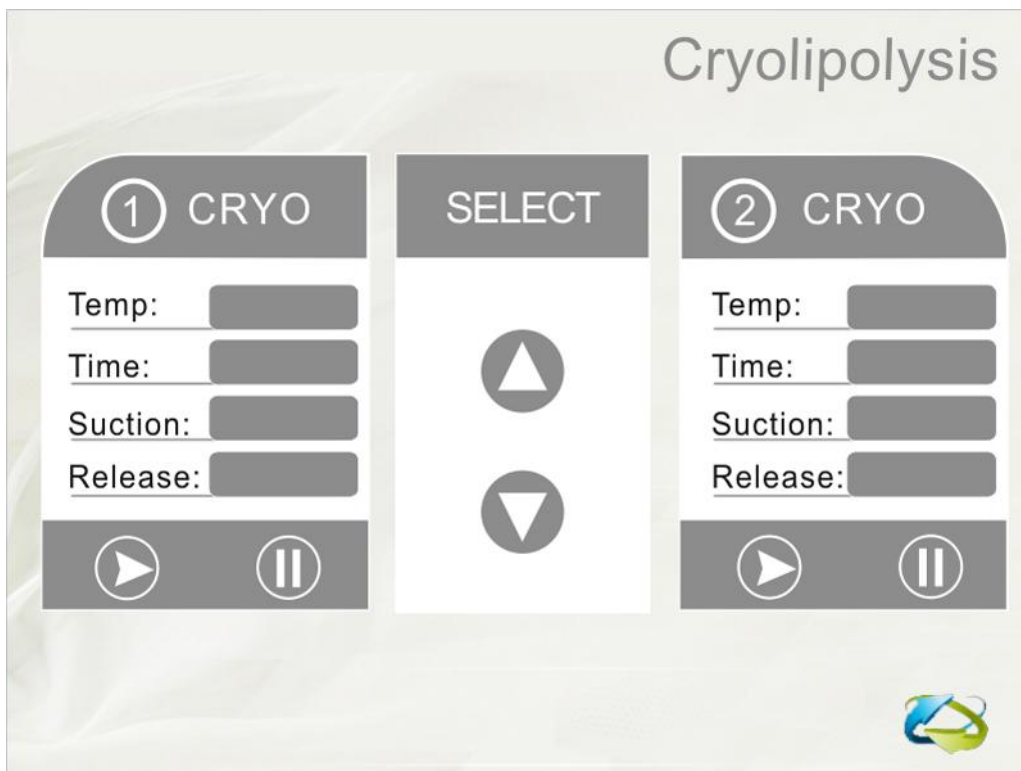 Cryolipolysis
1 CRYO
Temp:
Time:
Suction:
Release:
SELECT
2 CRYO
Temp:
Time:
Suction:
Release: